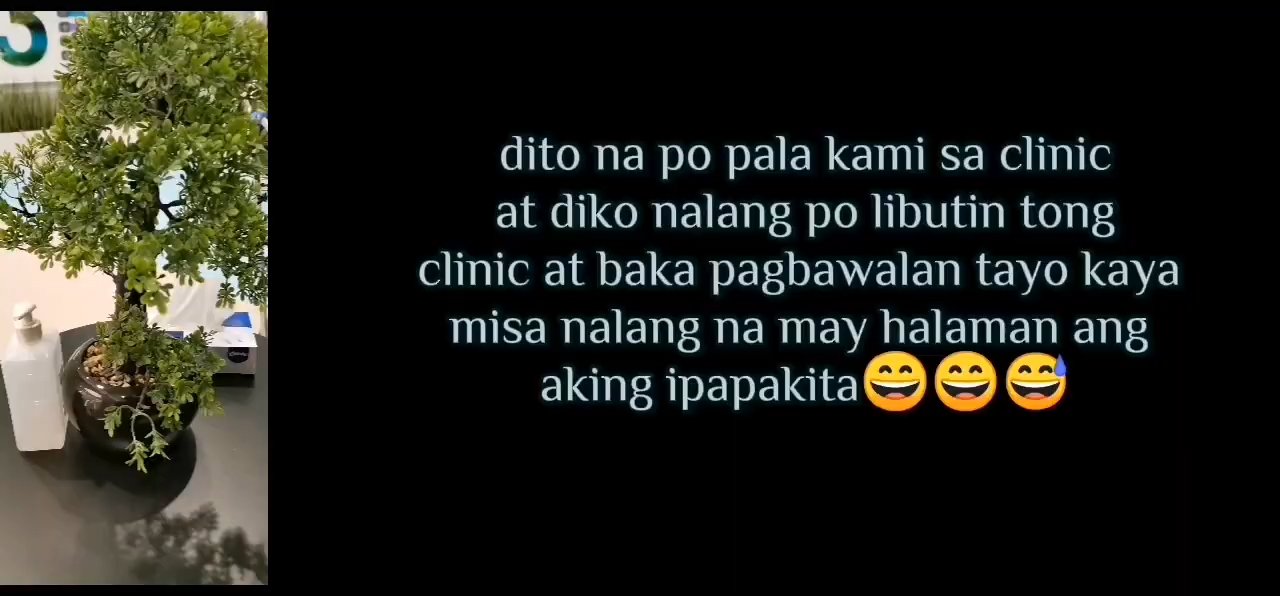 5
dito na po pala kami sa clinic
at diko nalang po libutin tong
clinic at baka pagbawalan tayo kaya
misa nalang na may halaman ang
aking ipapakita😄😄😅